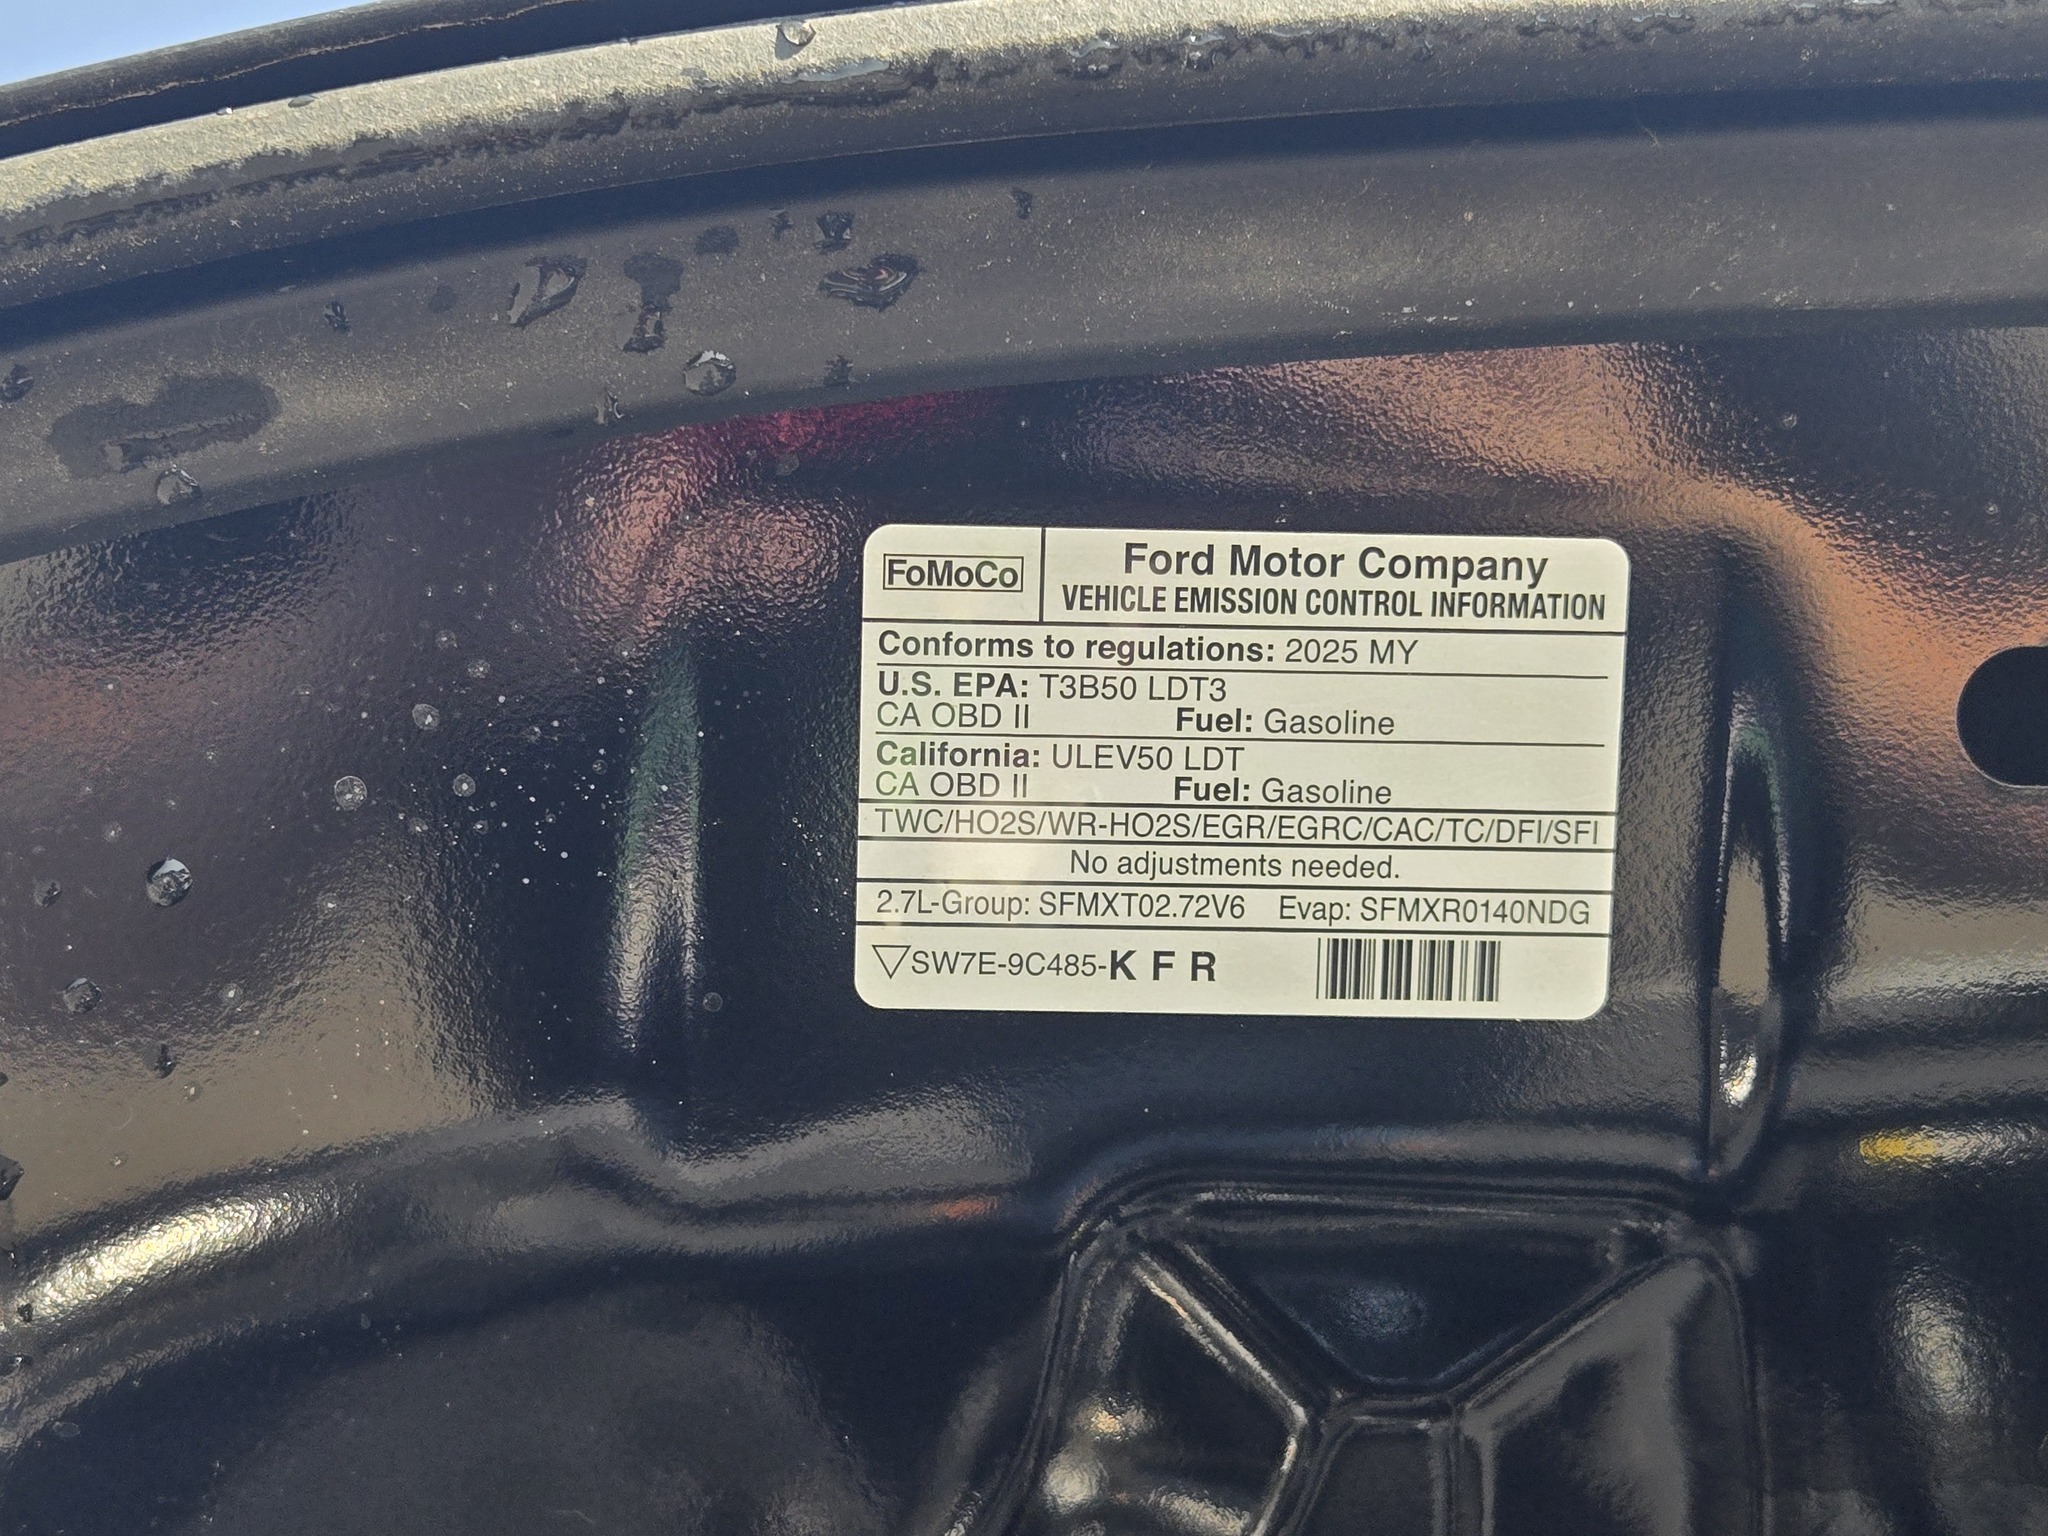 FoMoCo
Ford Motor Company
VEHICLE EMISSION CONTROL INFORMATION
Conforms to regulations: 2025 MY
U.S. EPA: T3B50 LDT3
CA OBD II Fuel: Gasoline
California: ULEV50 LDT
CA OBD II Fuel: Gasoline
TWC/HO2S/WR-HO2S/EGR/EGRC/CAC/TC/DFI/SFI
No adjustments needed.
2.7L-Group: SFMXT02.72V6 Evap: SFMXR0140NDG
SW7E-9C485-K F R